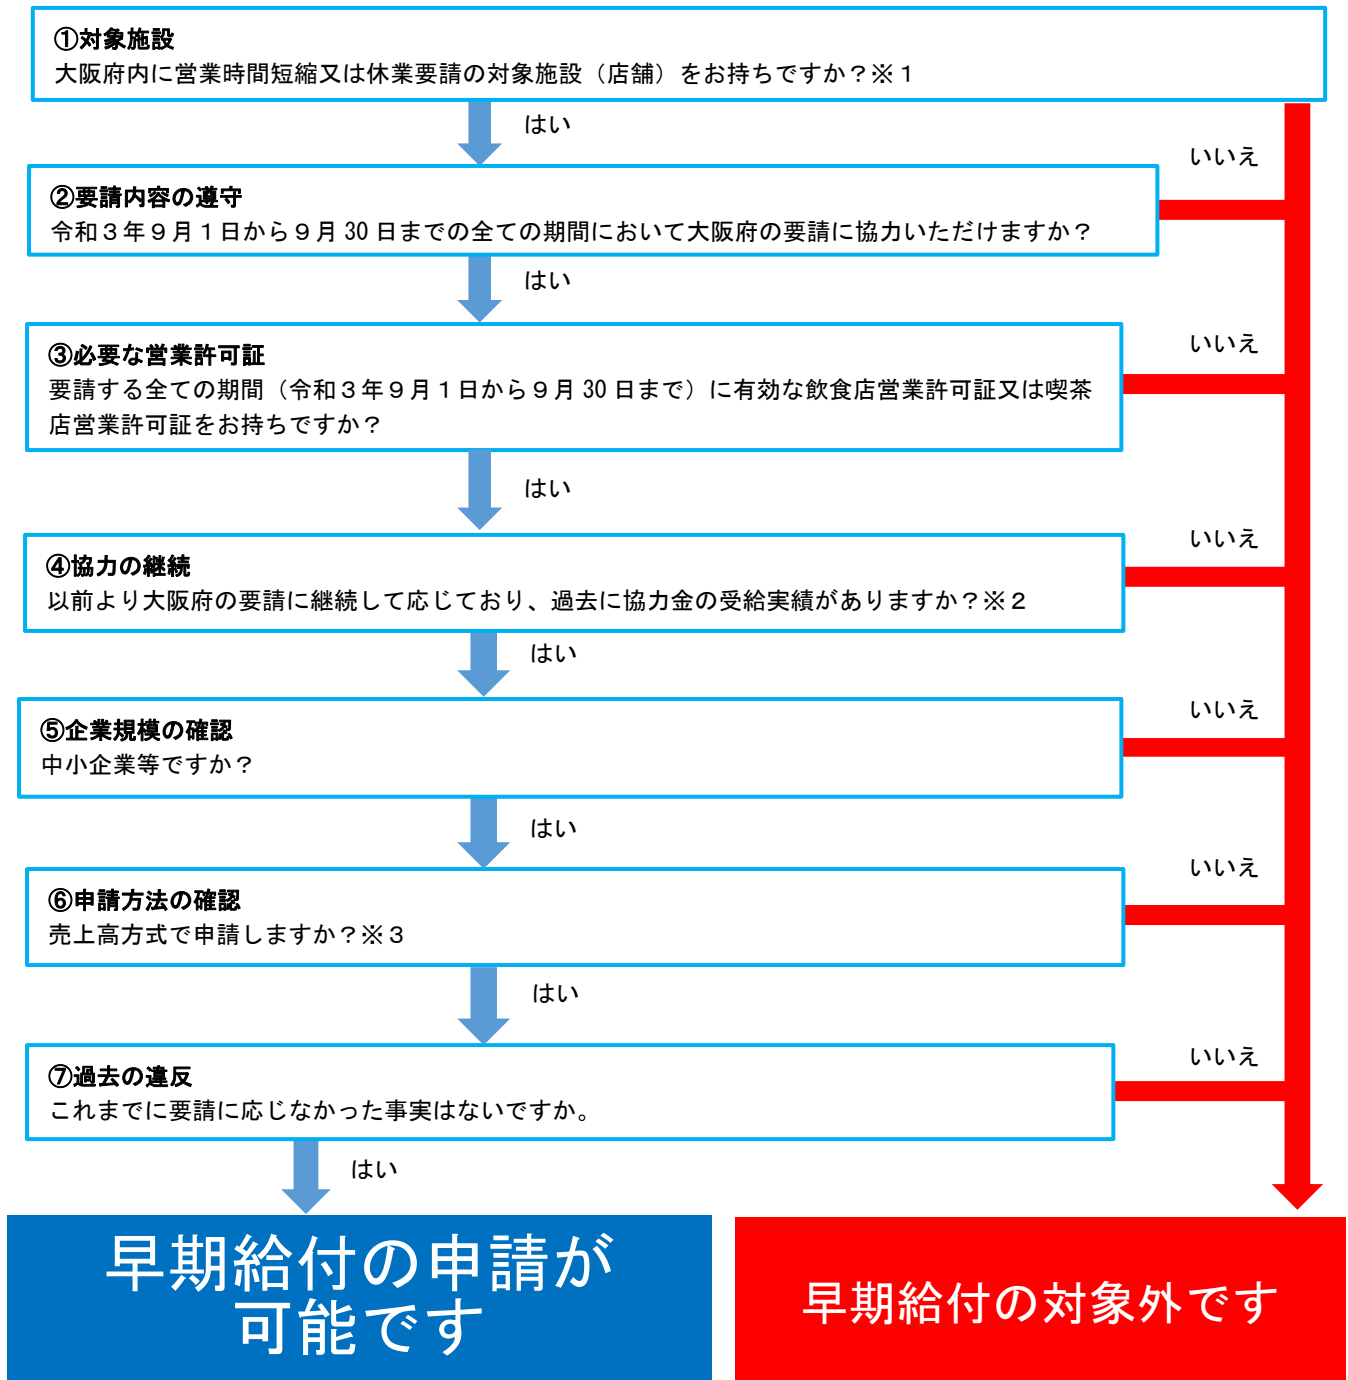 ①対象施設
大阪府内に営業時間短縮又は休業要請の対象施設（店舗）をお持ちですか？※１
はい
いいえ
②要請内容の遵守
令和３年９月１日から９月 30 日までの全ての期間において大阪府の要請に協力いただけますか？
はい
いいえ
③必要な営業許可証
要請する全ての期間（令和３年９月１日から９月 30 日まで）に有効な飲食店営業許可証又は喫茶
店営業許可証をお持ちですか？
はい
いいえ
④協力の継続
以前より大阪府の要請に継続して応じており、過去に協力金の受給実績がありますか？※２
はい
いいえ
⑤企業規模の確認
中小企業等ですか？
はい
いいえ
⑥申請方法の確認
売上高方式で申請しますか？※３
はい
いいえ
⑦過去の違反
これまでに要請に応じなかった事実はないですか。
はい
早期給付の申請が
可能です
早期給付の対象外です